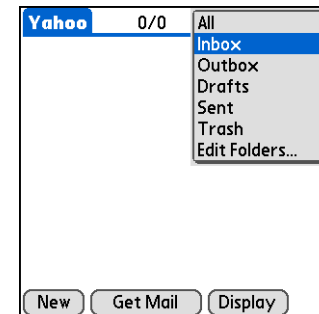 Yahoo 0/0 All
Inbox
Outbox
Drafts
Sent
Trash
Edit Folders...
New Get Mail Display